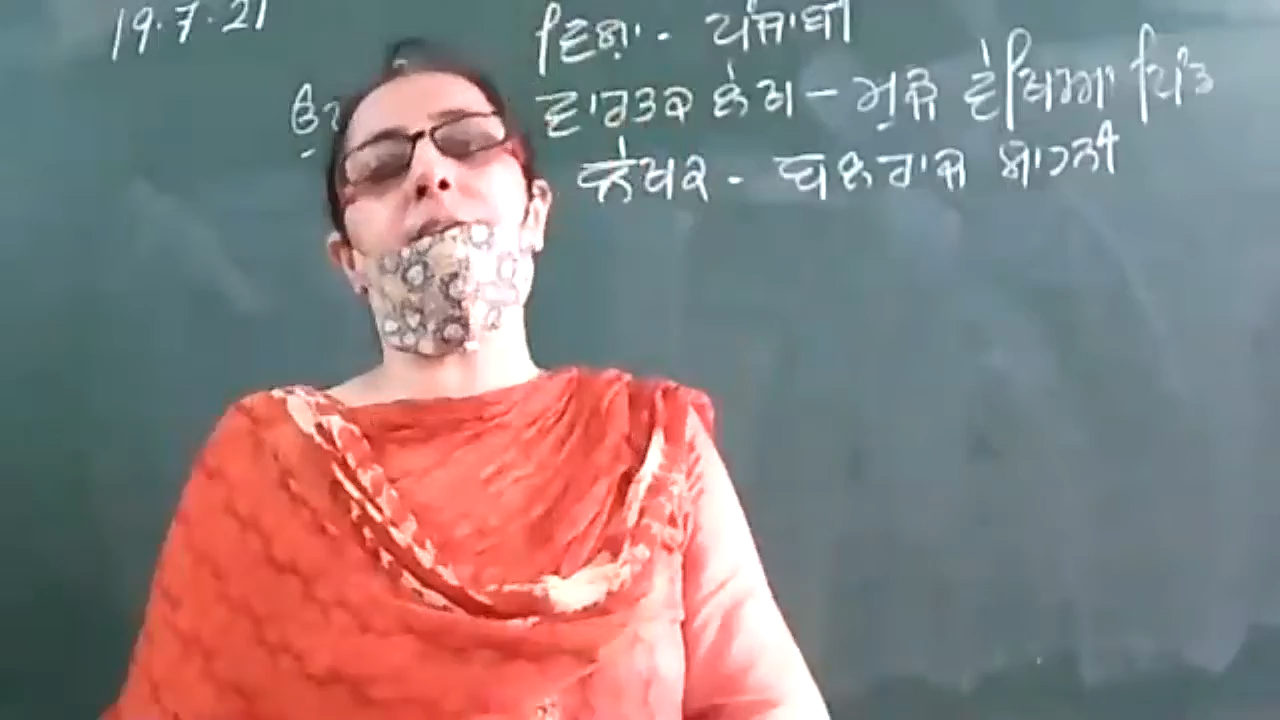 19.7.21
ਵਿਸ਼ਾ - ਪੰਜਾਬੀ
ਵਾਰਤਕ ਲੇਖ - ਮੁੜ ਵੇਖਿਆ ਪਿੰਡ
ਲੇਖਕ - ਬਲਰਾਜ ਸਾਹਨੀ